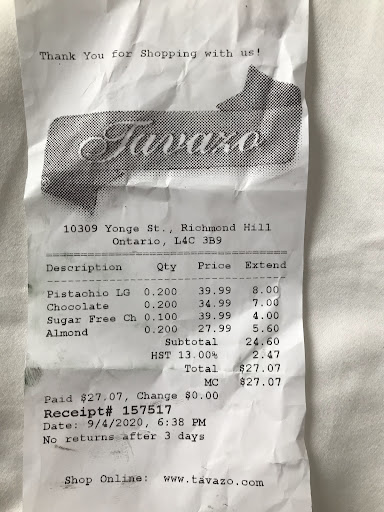 Thank You for Shopping with us!
Tavazo
10309 Yonge St., Richmond Hill
Ontario, L4C 3B9
Description Qty Price Extend
Pistachio LG 0.200 39.99 8.00
Chocolate 0.200 34.99 7.00
Sugar Free Ch 0.100 39.99 4.00
Almond 0.200 27.99 5.60
Subtotal 24.60
HST 13.00% 2.47
Total $27.07
MC $27.07
Paid $27.07, Change $0.00
Receipt# 157517
Date: 9/4/2020, 6:38 PM
No returns after 3 days
Shop Online: www.tavazo.com